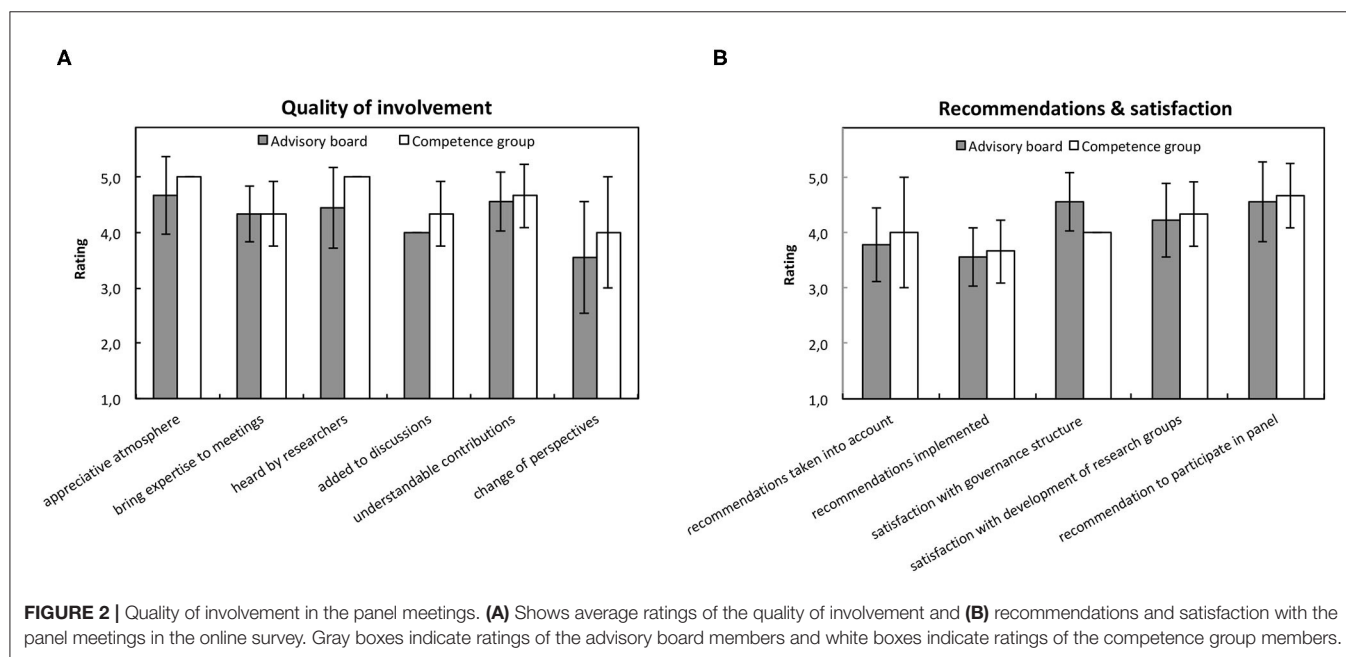 A
Quality of involvement
Advisory board
Competence group
5,0
4,0
3,0
2,0
1,0
Rating
appreciative atmosphere
bring expertise to meetings
heard by researchers
added to discussions
understandable contributions
change of perspectives
B
Recommendations & satisfaction
Advisory board
Competence group
5,0
4,0
3,0
2,0
1,0
Rating
recommendations taken into account
recommendations implemented
satisfaction with governance structure
satisfaction with development of research groups
recommendation to participate in panel
FIGURE 2 | Quality of involvement in the panel meetings. (A) Shows average ratings of the quality of involvement and (B) recommendations and satisfaction with the
panel meetings in the online survey. Gray boxes indicate ratings of the advisory board members and white boxes indicate ratings of the competence group members.